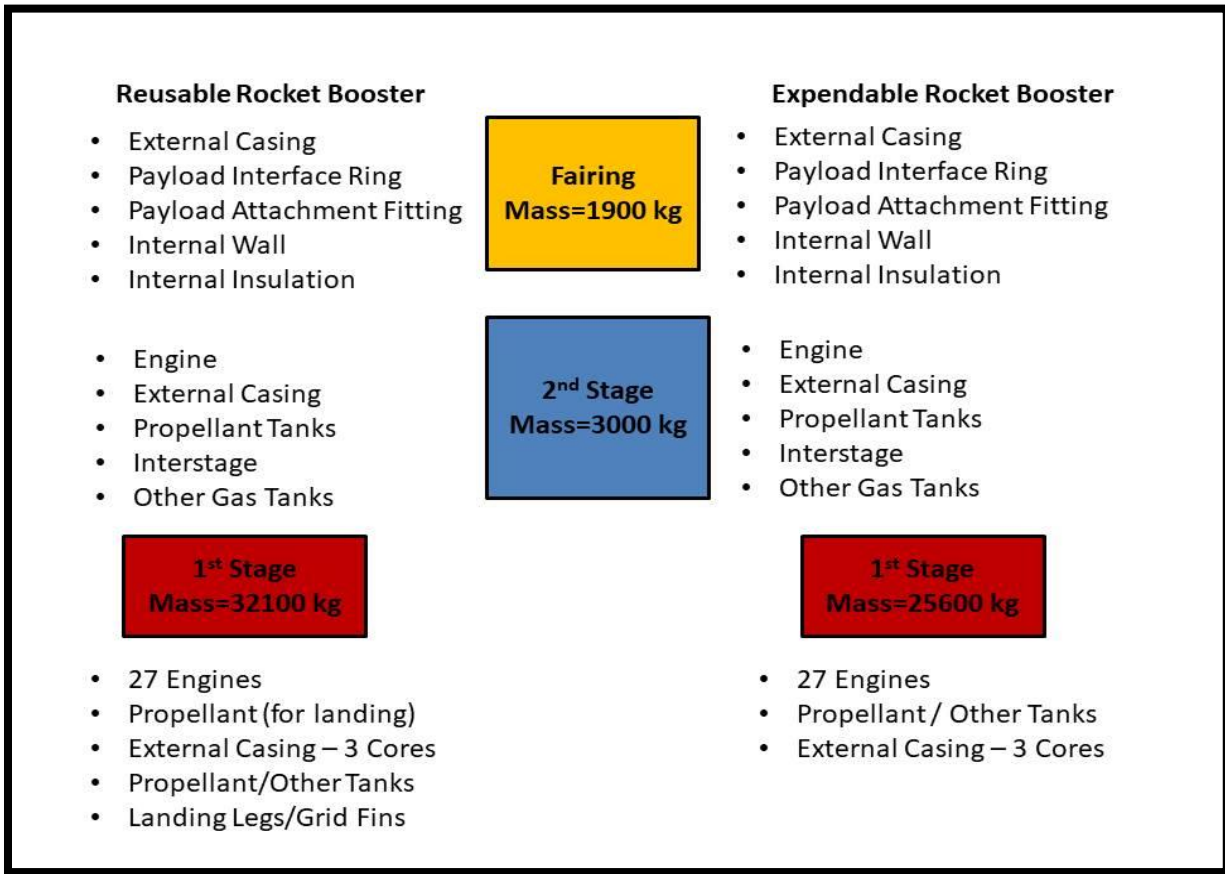 Reusable Rocket Booster
• External Casing
• Payload Interface Ring
• Payload Attachment Fitting
• Internal Wall
• Internal Insulation
Fairing
Mass=1900 kg
Expendable Rocket Booster
• External Casing
• Payload Interface Ring
• Payload Attachment Fitting
• Internal Wall
• Internal Insulation
• Engine
• External Casing
• Propellant Tanks
• Interstage
• Other Gas Tanks
2nd Stage
Mass=3000 kg
• Engine
• External Casing
• Propellant Tanks
• Interstage
• Other Gas Tanks
1st Stage
Mass=32100 kg
• 27 Engines
• Propellant (for landing)
• External Casing – 3 Cores
• Propellant/Other Tanks
• Landing Legs/Grid Fins
1st Stage
Mass=25600 kg
• 27 Engines
• Propellant / Other Tanks
• External Casing – 3 Cores